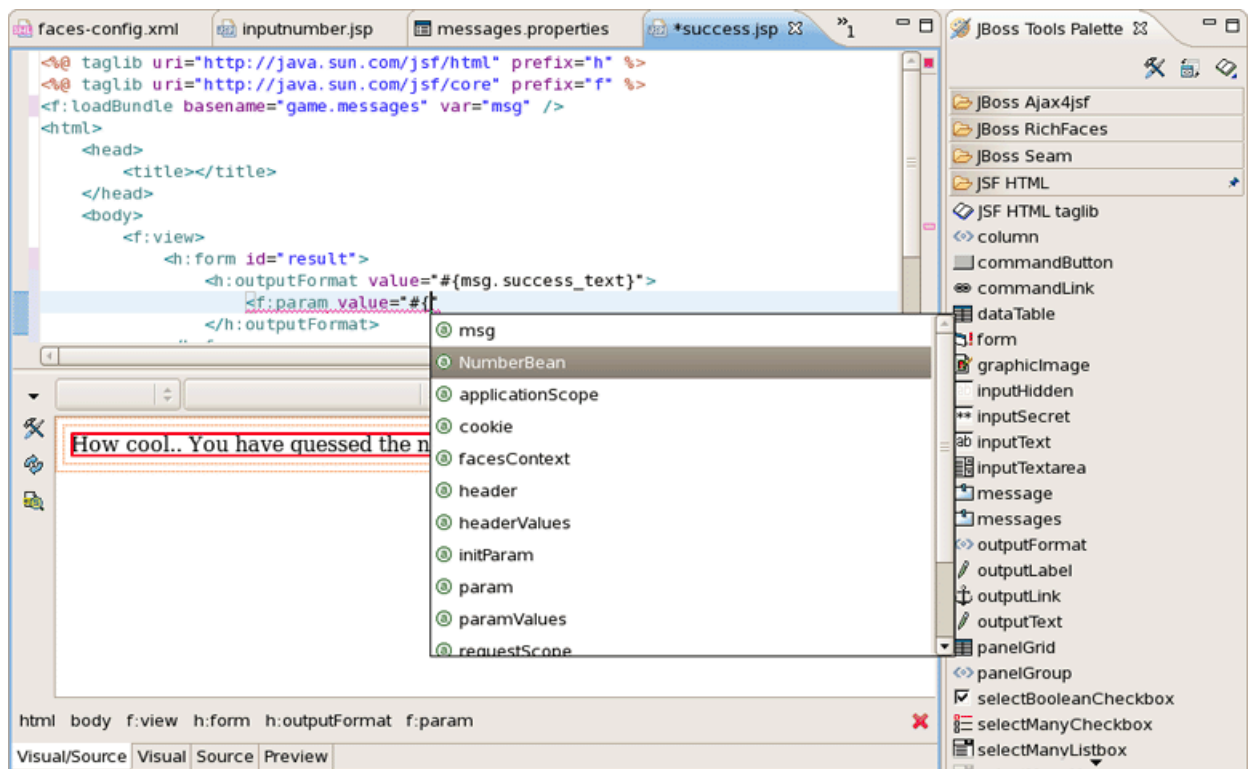 faces-config.xml inputnumber.jsp messages.properties *success.jsp »1
<%@ taglib uri="http://java.sun.com/jsf/html" prefix="h" %>
<%@ taglib uri="http://java.sun.com/jsf/core" prefix="f" %>
<f:loadBundle basename="game.messages" var="msg" />
<html>
<head>
<title></title>
</head>
<body>
<f:view>
<h:form id="result">
<h:outputFormat value="#{msg.success_text}">
<f:param value="#{"
</h:outputFormat>
msg
NumberBean
applicationScope
cookie
facesContext
header
headerValues
initParam
param
paramValues
requestScope
How cool.. You have quessed the n
html body f:view h:form h:outputFormat f:param
Visual/Source Visual Source Preview
JBoss Tools Palette
JBoss Ajax4jsf
JBoss RichFaces
JBoss Seam
JSF HTML
JSF HTML taglib
column
commandButton
commandLink
dataTable
form
graphicImage
inputHidden
inputSecret
inputText
inputTextarea
message
messages
outputFormat
outputLabel
outputLink
outputText
panelGrid
panelGroup
selectBooleanCheckbox
selectManyCheckbox
selectManyListbox